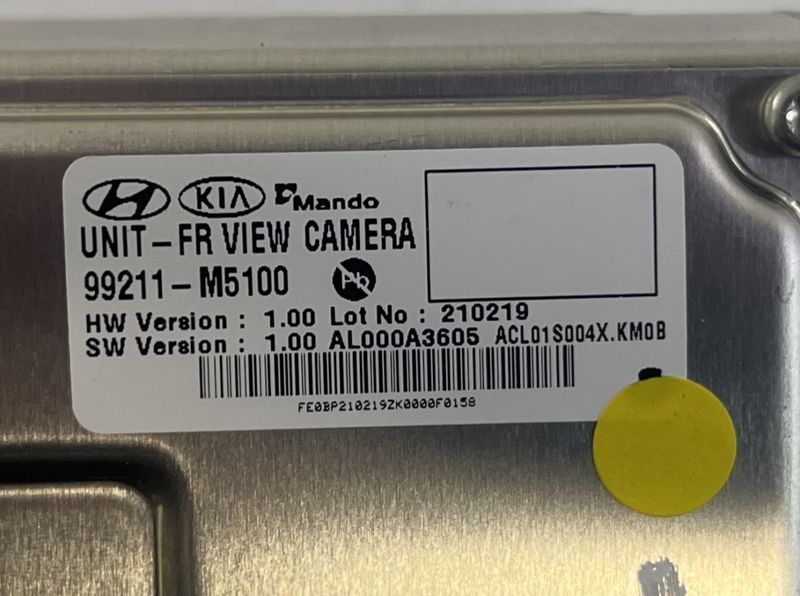 KIA Mando
UNIT-FR VIEW CAMERA
99211-M5100 Pb
HW Version : 1.00 Lot No : 210219
SW Version : 1.00 AL000A3605 ACL01S004X.KM0B
FE0BP210219ZK0000F0158